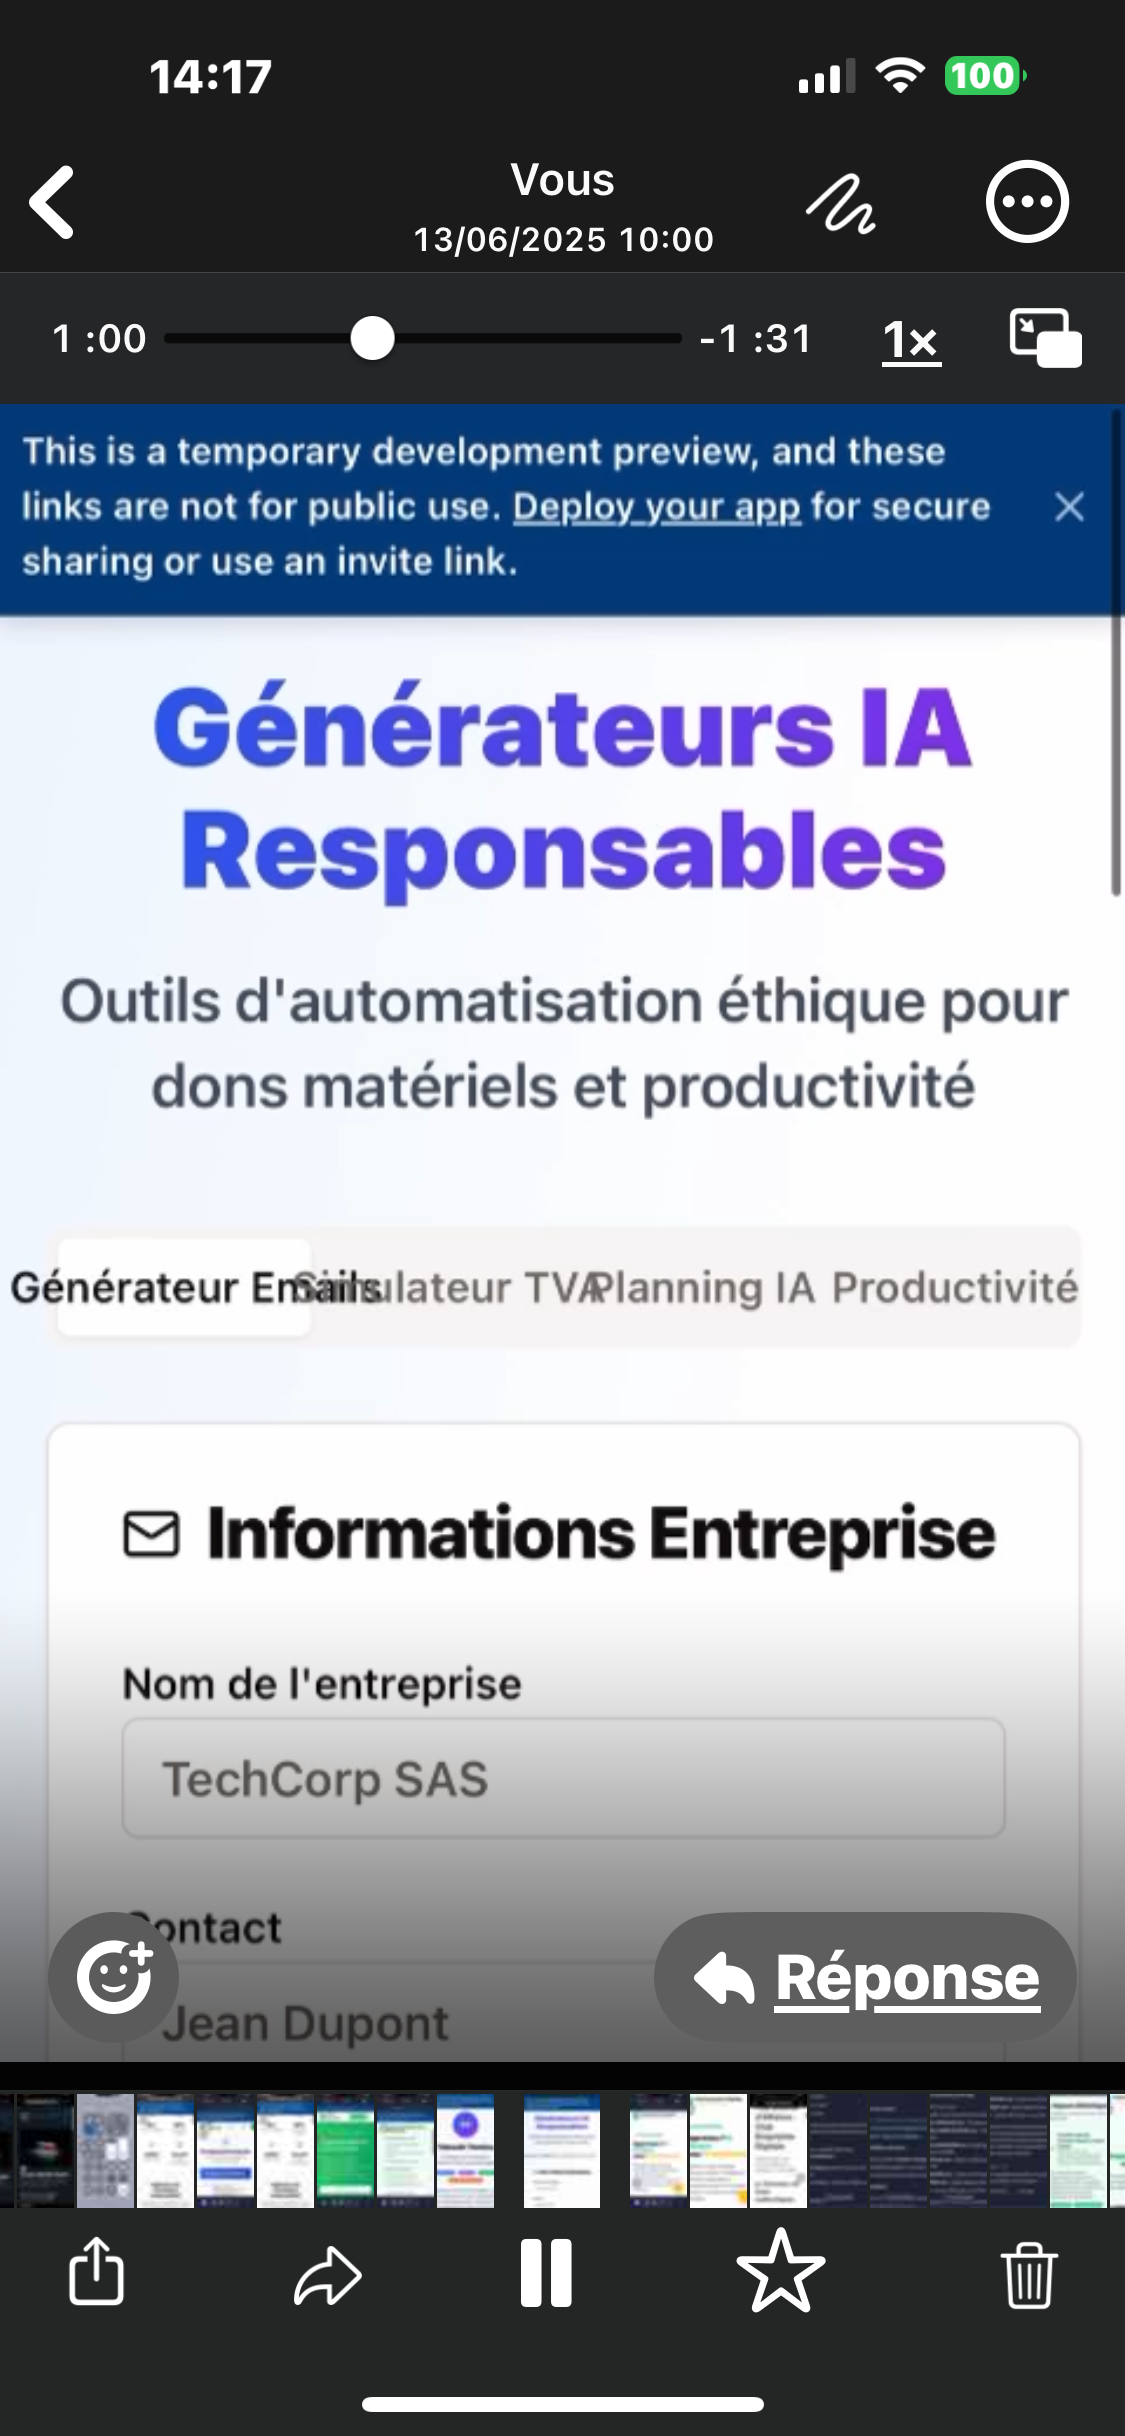 14:17
100
Vous
13/06/2025 10:00
1 :00
-1 :31
1×
This is a temporary development preview, and these
links are not for public use. Deploy your app for secure
sharing or use an invite link.
Générateurs IA
Responsables
Outils d'automatisation éthique pour
dons matériels et productivité
Générateur Emails Simulateur TVA Planning IA Productivité
Informations Entreprise
Nom de l'entreprise
TechCorp SAS
Contact
Jean Dupont
Réponse